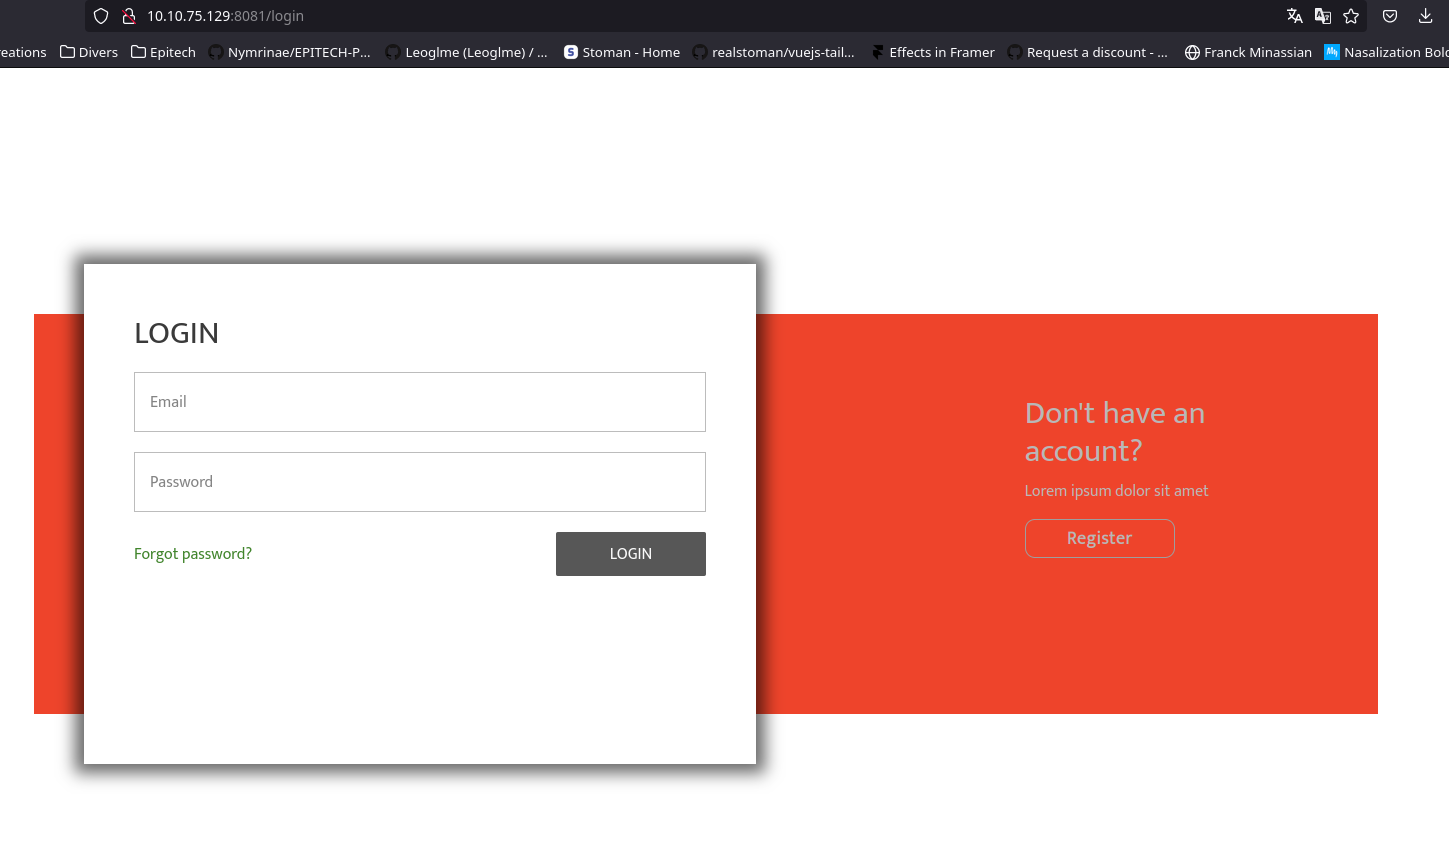 10.10.75.129:8081/login
eations Divers Epitech Nymrinae/EPITECH-P... Leoglme (Leoglme) / ... Stoman - Home realstoman/vuejs-tail... Effects in Framer Request a discount - ... Franck Minassian Nasalization Bold
LOGIN
Email
Password
Forgot password?
LOGIN
Don't have an
account?
Lorem ipsum dolor sit amet
Register